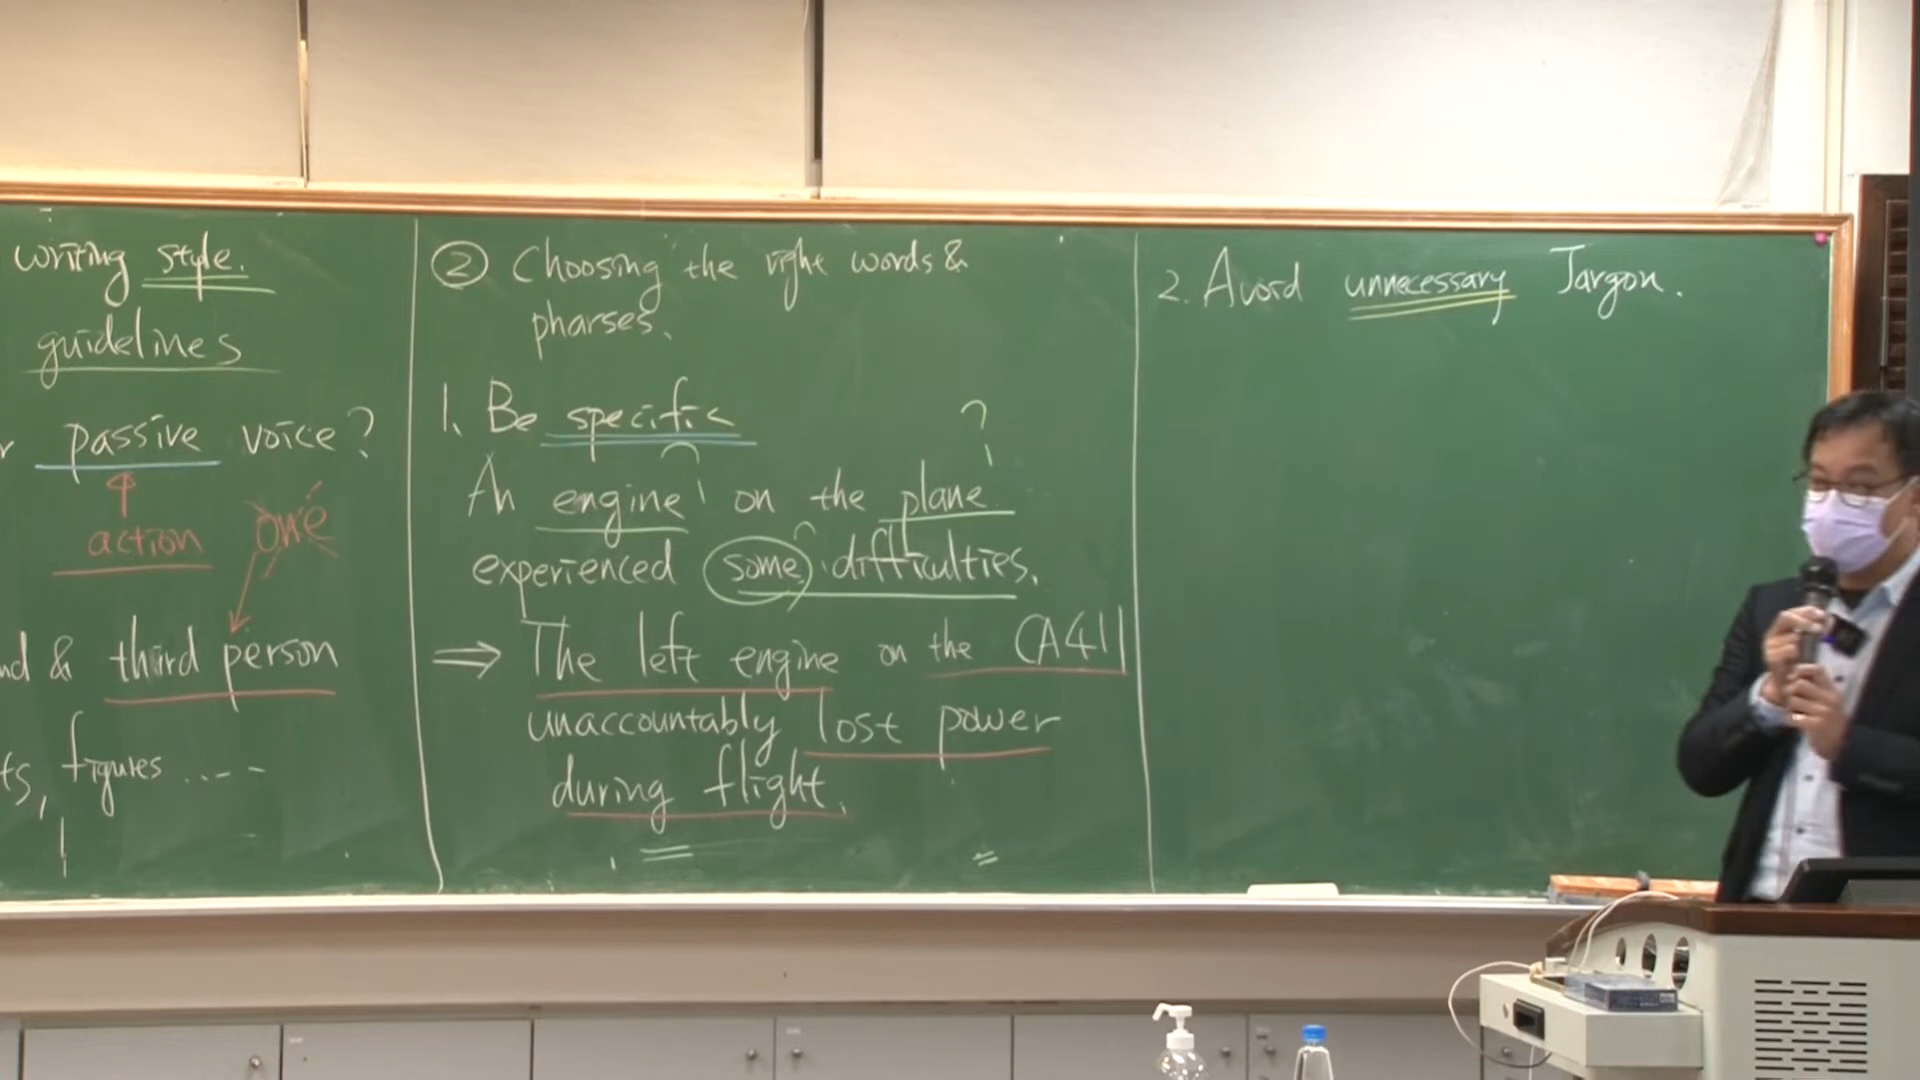 writing style.
guidelines
passive voice?
action one
& third person
figures ....
② Choosing the right words &
pharses.
1. Be specific
?
An engine on the plane
experienced some difficulties.
⇒ The left engine on the CA411
unaccountably lost power
during flight.
2. Avoid unnecessary Jargon.